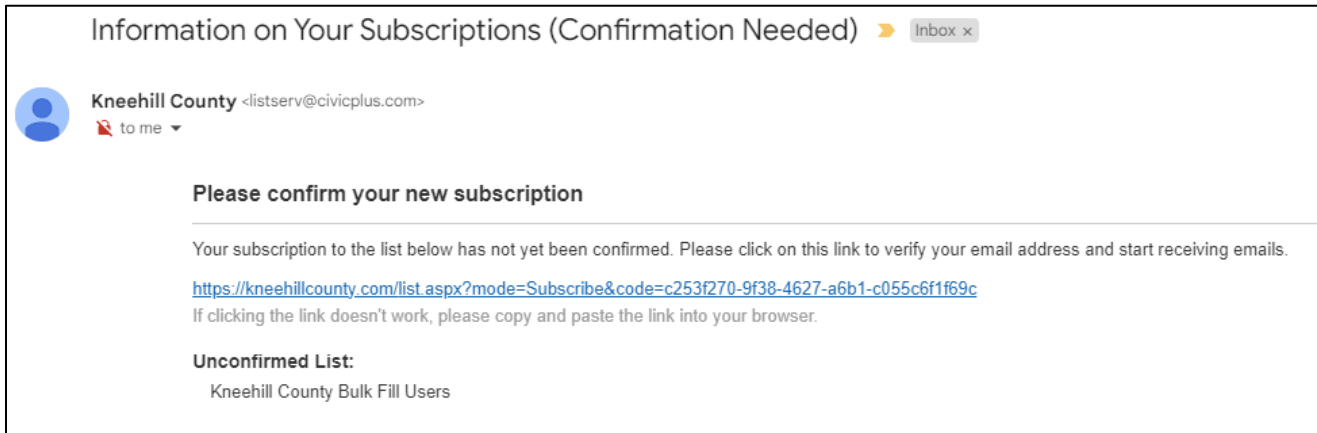 Information on Your Subscriptions (Confirmation Needed) Inbox x
Kneehill County <listserv@civicplus.com>
to me
Please confirm your new subscription
Your subscription to the list below has not yet been confirmed. Please click on this link to verify your email address and start receiving emails.
https://kneehillcounty.com/list.aspx?mode=Subscribe&code=c253f270-9f38-4627-a6b1-c055c6f1f69c
If clicking the link doesn't work, please copy and paste the link into your browser.
Unconfirmed List:
Kneehill County Bulk Fill Users